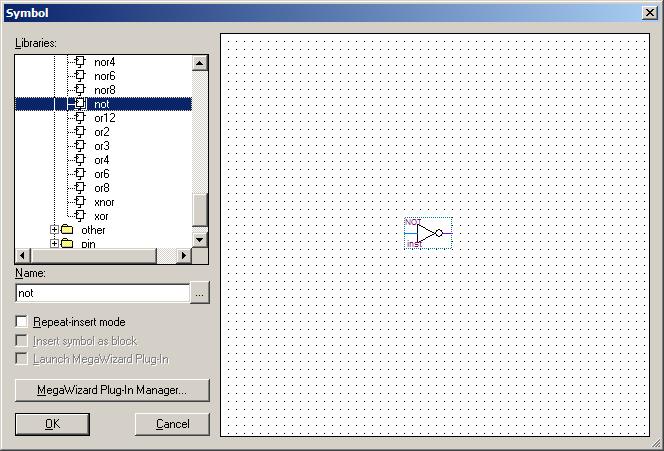 Symbol
Libraries:
nor4
nor6
nor8
not
or12
or2
or3
or4
or6
or8
xnor
xor
other
pin
Name:
not
...
Repeat-insert mode
Insert symbol as block
Launch MegaWizard Plug-In
MegaWizard Plug-In Manager...
OK
Cancel
NOT
inst